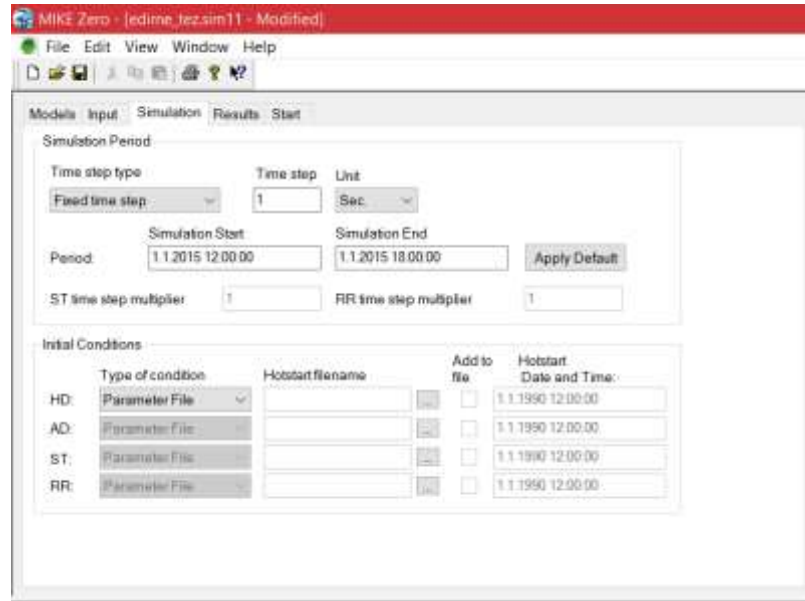 MIKE Zero - [edirne_tez.sim11 - Modified]
File Edit View Window Help
Models Input Simulation Results Start
Simulation Period
Time step type Time step Unit
Fixed time step 1 Sec.
Simulation Start Simulation End
Period: 1.1.2015 12:00:00 1.1.2015 18:00:00 Apply Default
ST time step multiplier 1 RR time step multiplier 1
Initial Conditions
Type of condition Hotstart filename Add to file Hotstart Date and Time:
HD: Parameter File ... 1.1.1990 12:00:00
AD: Parameter File ... 1.1.1990 12:00:00
ST: Parameter File ... 1.1.1990 12:00:00
RR: Parameter File ... 1.1.1990 12:00:00